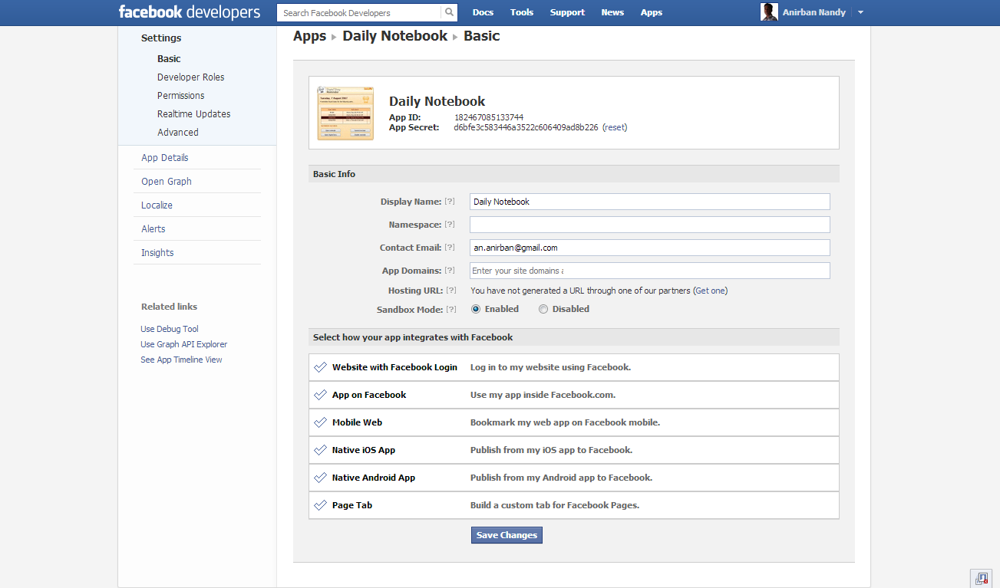 facebook developers
Search Facebook Developers
Docs Tools Support News Apps
Anirban Nandy
Settings
Basic
Developer Roles
Permissions
Realtime Updates
Advanced
App Details
Open Graph
Localize
Alerts
Insights
Related links
Use Debug Tool
Use Graph API Explorer
See App Timeline View
Apps Daily Notebook Basic
Daily Notebook
App ID: 182467085133744
App Secret: d6bfe3c583446a3522c606409ad8b226 (reset)
Basic Info
Display Name: [?] Daily Notebook
Namespace: [?]
Contact Email: [?] an.anirban@gmail.com
App Domains: [?] Enter your site domains a
Hosting URL: [?] You have not generated a URL through one of our partners (Get one)
Sandbox Mode: [?] Enabled Disabled
Select how your app integrates with Facebook
Website with Facebook Login Log in to my website using Facebook.
App on Facebook Use my app inside Facebook.com.
Mobile Web Bookmark my web app on Facebook mobile.
Native iOS App Publish from my iOS app to Facebook.
Native Android App Publish from my Android app to Facebook.
Page Tab Build a custom tab for Facebook Pages.
Save Changes